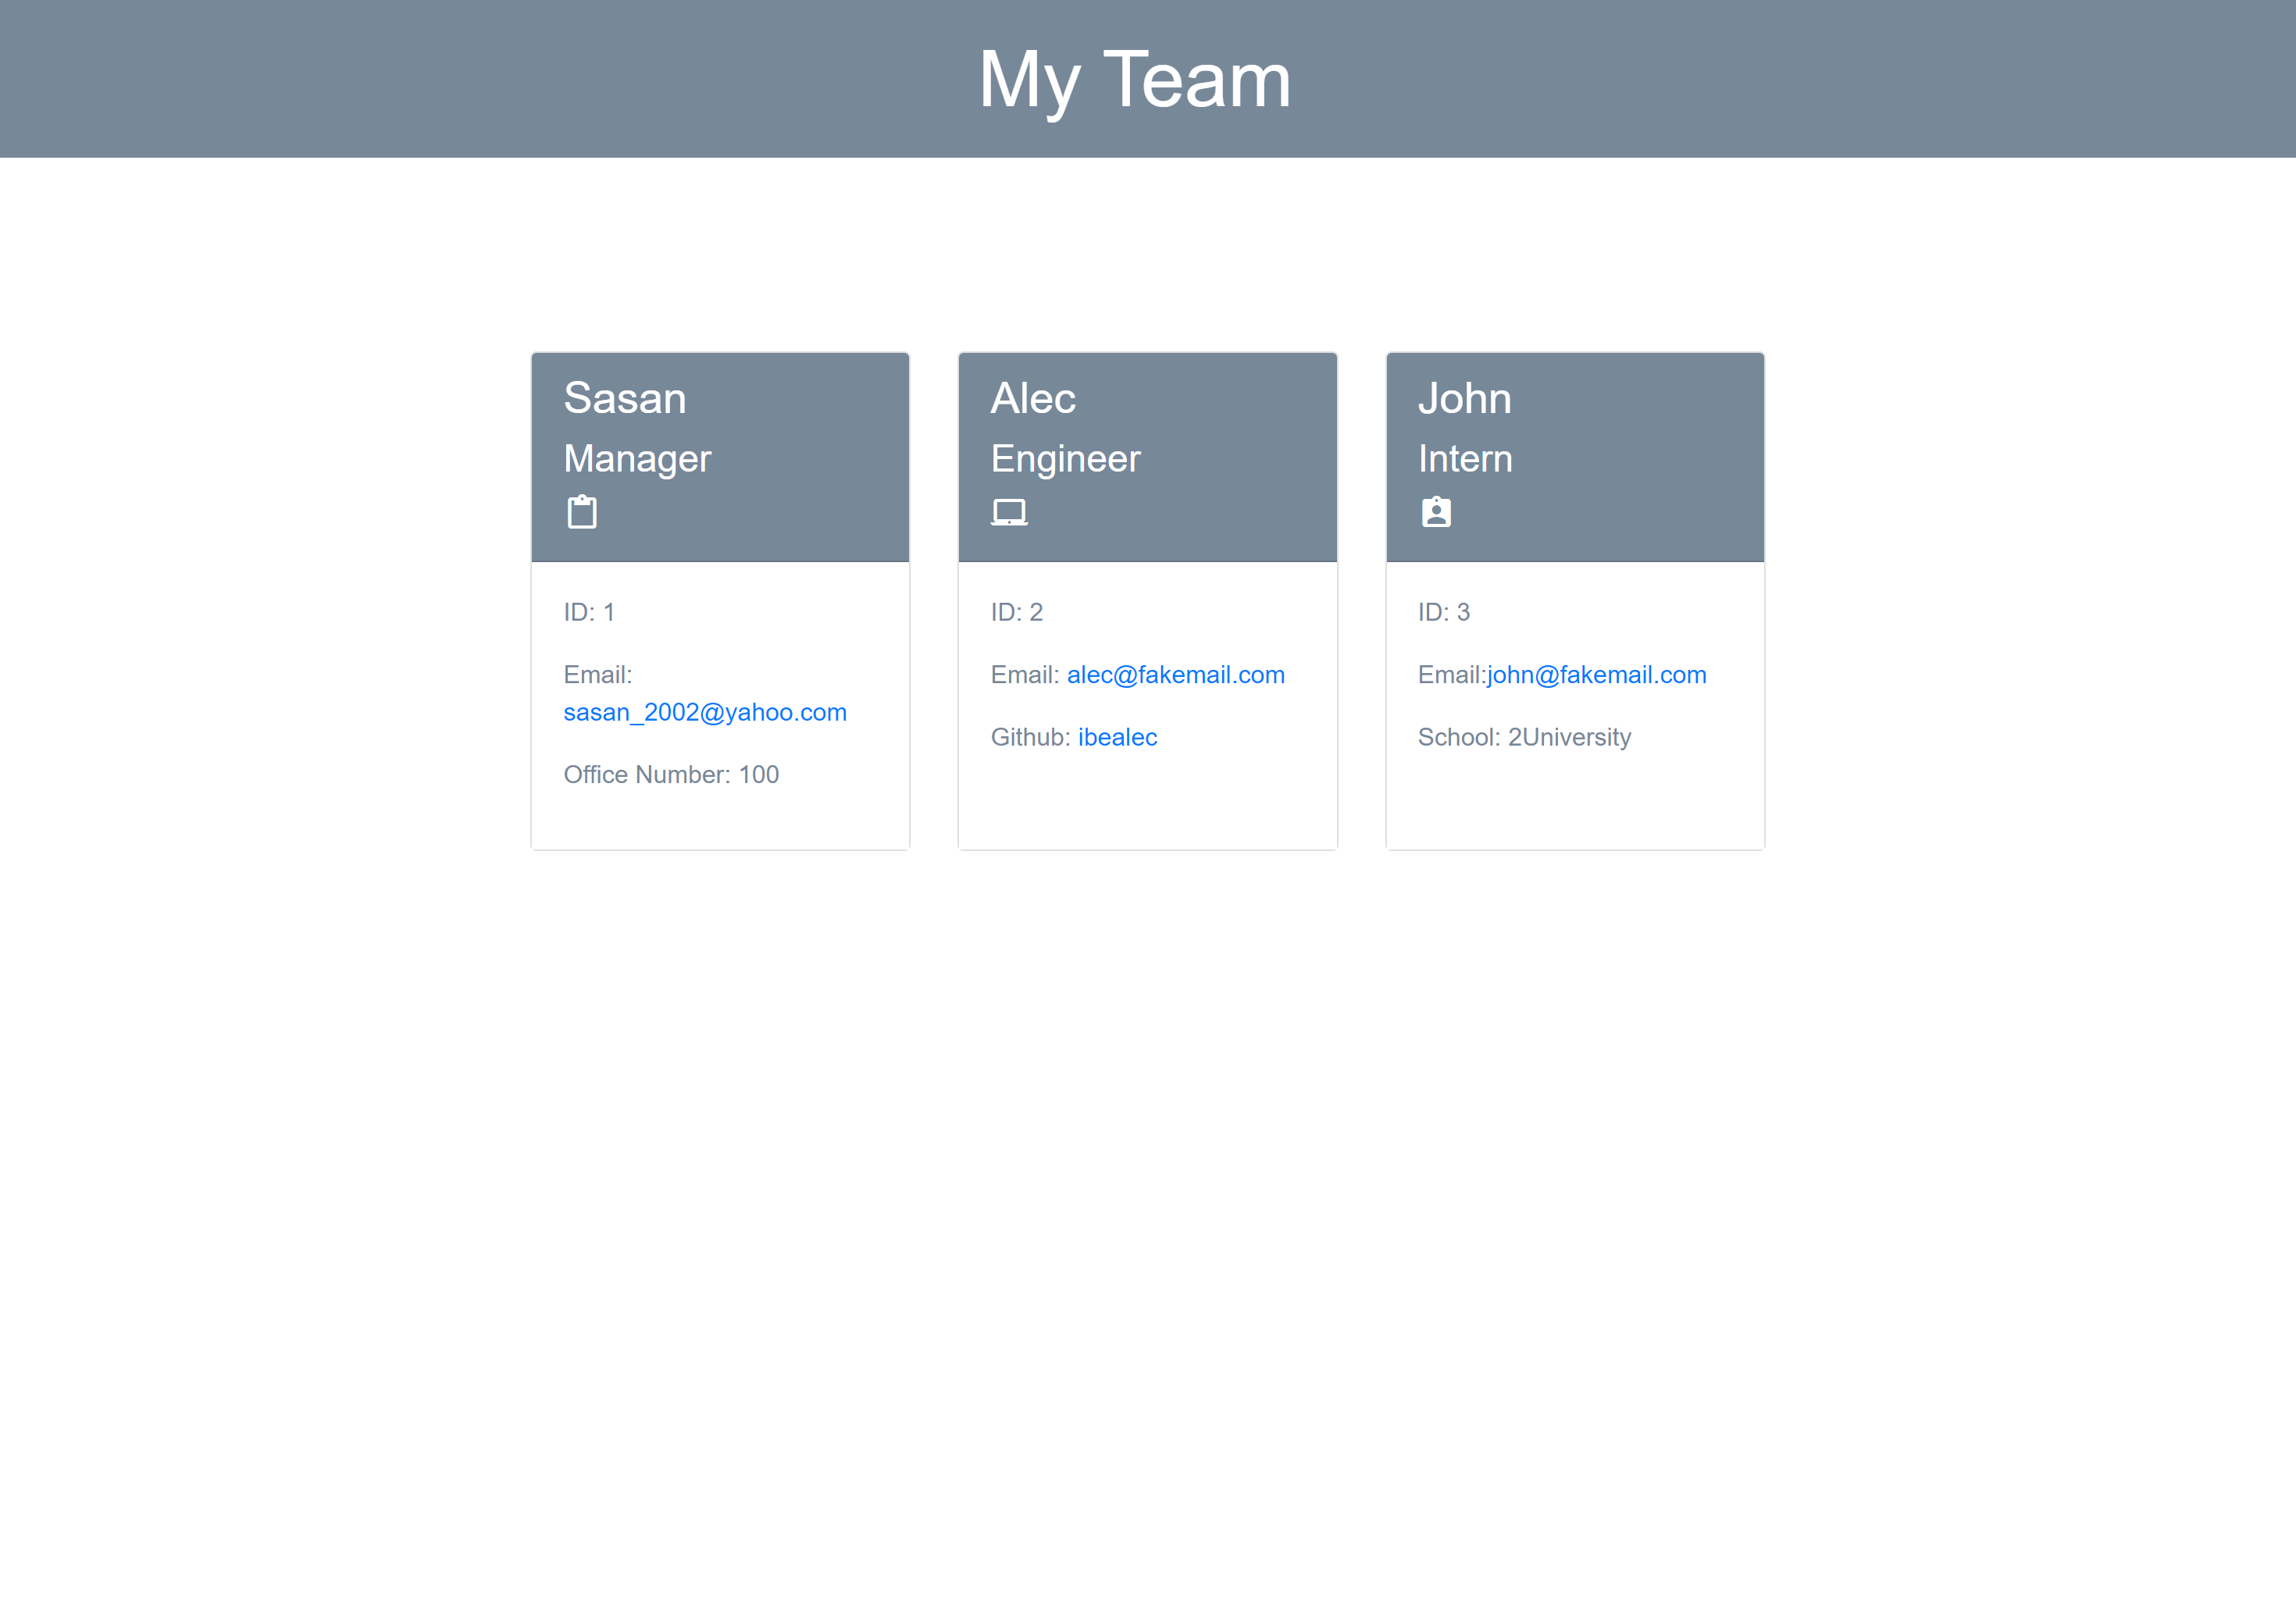 My Team
Sasan
Manager
ID: 1
Email:
sasan_2002@yahoo.com
Office Number: 100
Alec
Engineer
ID: 2
Email: alec@fakemail.com
Github: ibealec
John
Intern
ID: 3
Email:john@fakemail.com
School: 2University